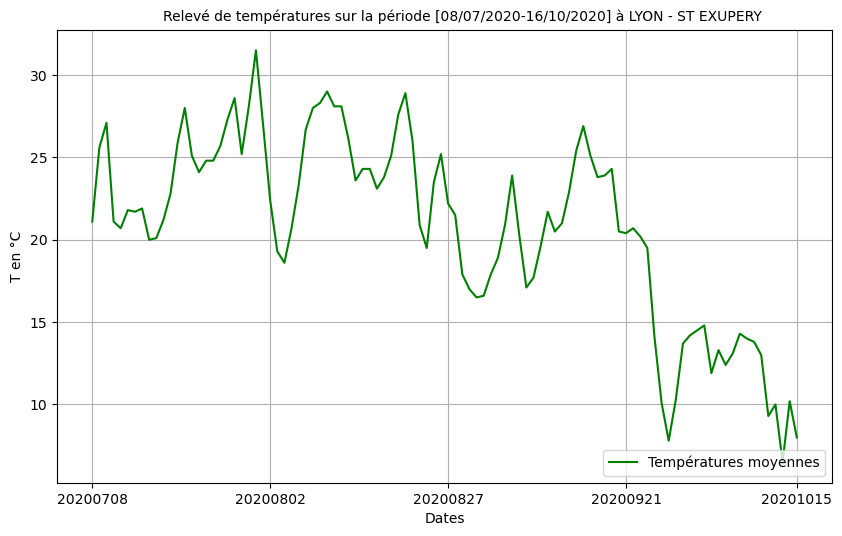 Relevé de températures sur la période [08/07/2020-16/10/2020] à LYON - ST EXUPERY
T en °C
30
25
20
15
10
Températures moyennes
20200708 20200802 20200827 20200921 20201015
Dates